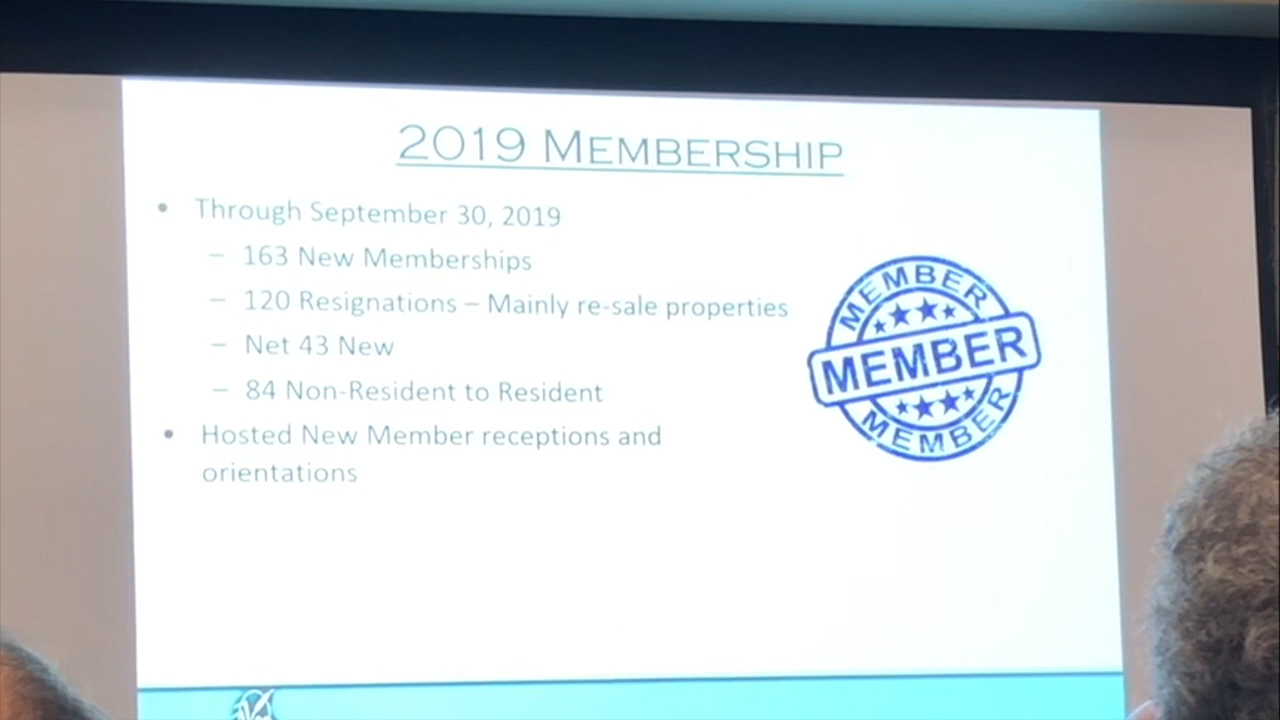 2019 MEMBERSHIP
• Through September 30, 2019
– 163 New Memberships
– 120 Resignations – Mainly re-sale properties
– Net 43 New
– 84 Non-Resident to Resident
• Hosted New Member receptions and
orientations
MEMBER
MEMBER
MEMBER